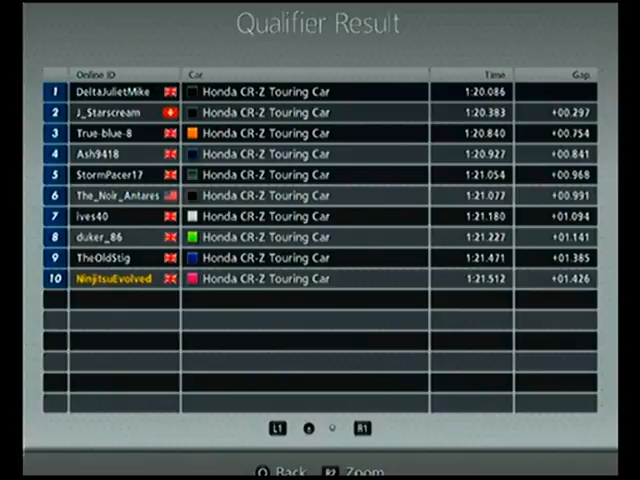 Qualifier Result
Online ID Car Time Gap
1 DeltaJulietMike Honda CR-Z Touring Car 1:20.086
2 J_Starscream Honda CR-Z Touring Car 1:20.383 +00.297
3 True-blue-8 Honda CR-Z Touring Car 1:20.840 +00.754
4 Ash9418 Honda CR-Z Touring Car 1:20.927 +00.841
5 StormPacer17 Honda CR-Z Touring Car 1:21.054 +00.968
6 The_Noir_Antares Honda CR-Z Touring Car 1:21.077 +00.991
7 ives40 Honda CR-Z Touring Car 1:21.180 +01.094
8 duker_86 Honda CR-Z Touring Car 1:21.227 +01.141
9 TheOldStig Honda CR-Z Touring Car 1:21.471 +01.385
10 NinjitsuEvolved Honda CR-Z Touring Car 1:21.512 +01.426
L1 R1
Back R2 Zoom